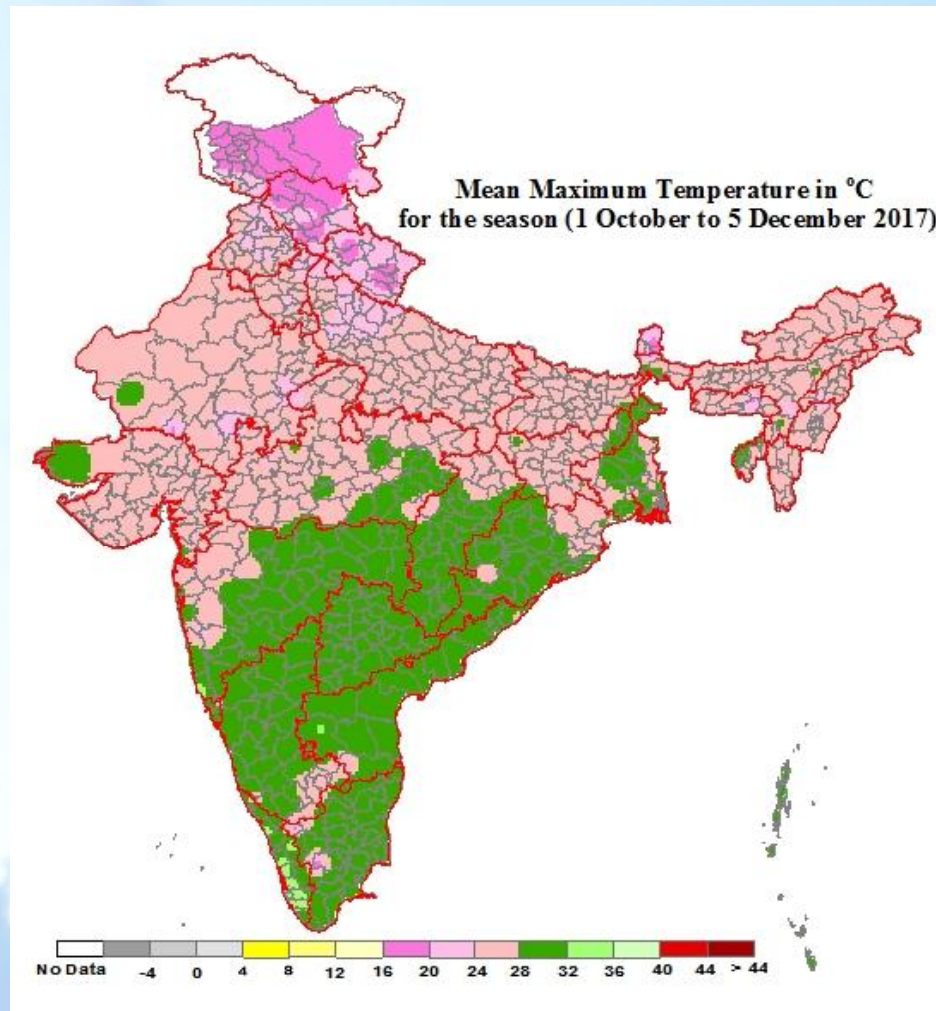 Mean Maximum Temperature in °C
for the season (1 October to 5 December 2017)
No Data -4 0 4 8 12 16 20 24 28 32 36 40 44 > 44